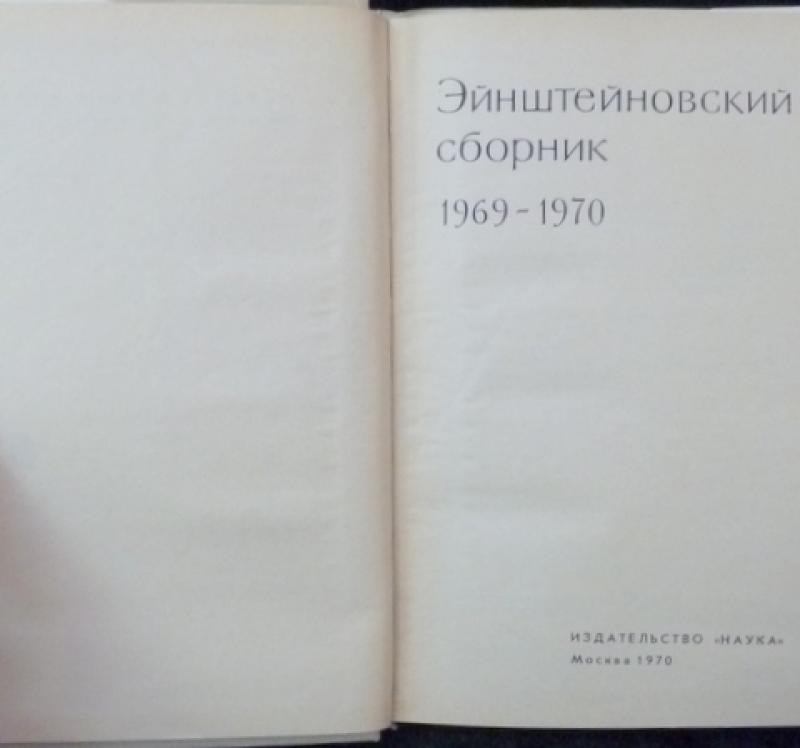 Эйнштейновский
сборник
1969-1970
ИЗДАТЕЛЬСТВО «НАУКА»
Москва 1970